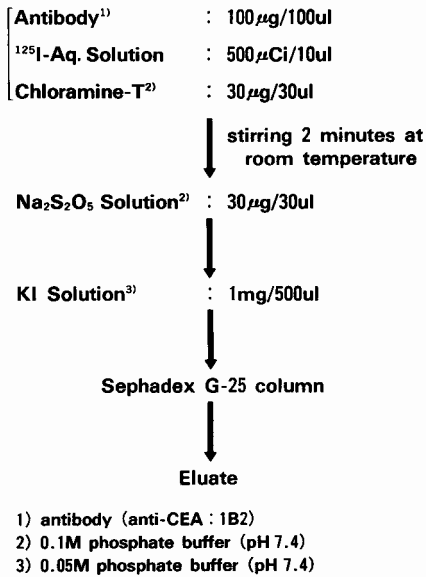 Antibody¹⁾ : 100μg/100ul
¹²⁵I-Aq. Solution : 500μCi/10ul
Chloramine-T²⁾ : 30μg/30ul
stirring 2 minutes at
room temperature
Na₂S₂O₅ Solution²⁾ : 30μg/30ul
KI Solution³⁾ : 1mg/500ul
Sephadex G-25 column
Eluate
1) antibody (anti-CEA : 1B2)
2) 0.1M phosphate buffer (pH 7.4)
3) 0.05M phosphate buffer (pH 7.4)